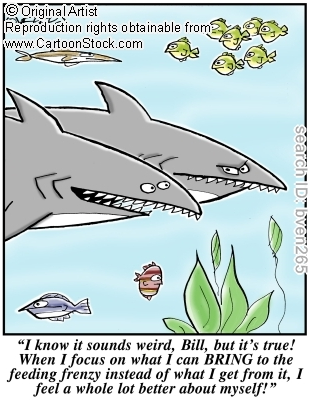 © Original Artist
Reproduction rights obtainable from
www.CartoonStock.com
search ID: bven265
“I know it sounds weird, Bill, but it's true!
When I focus on what I can BRING to the
feeding frenzy instead of what I get from it, I
feel a whole lot better about myself!”